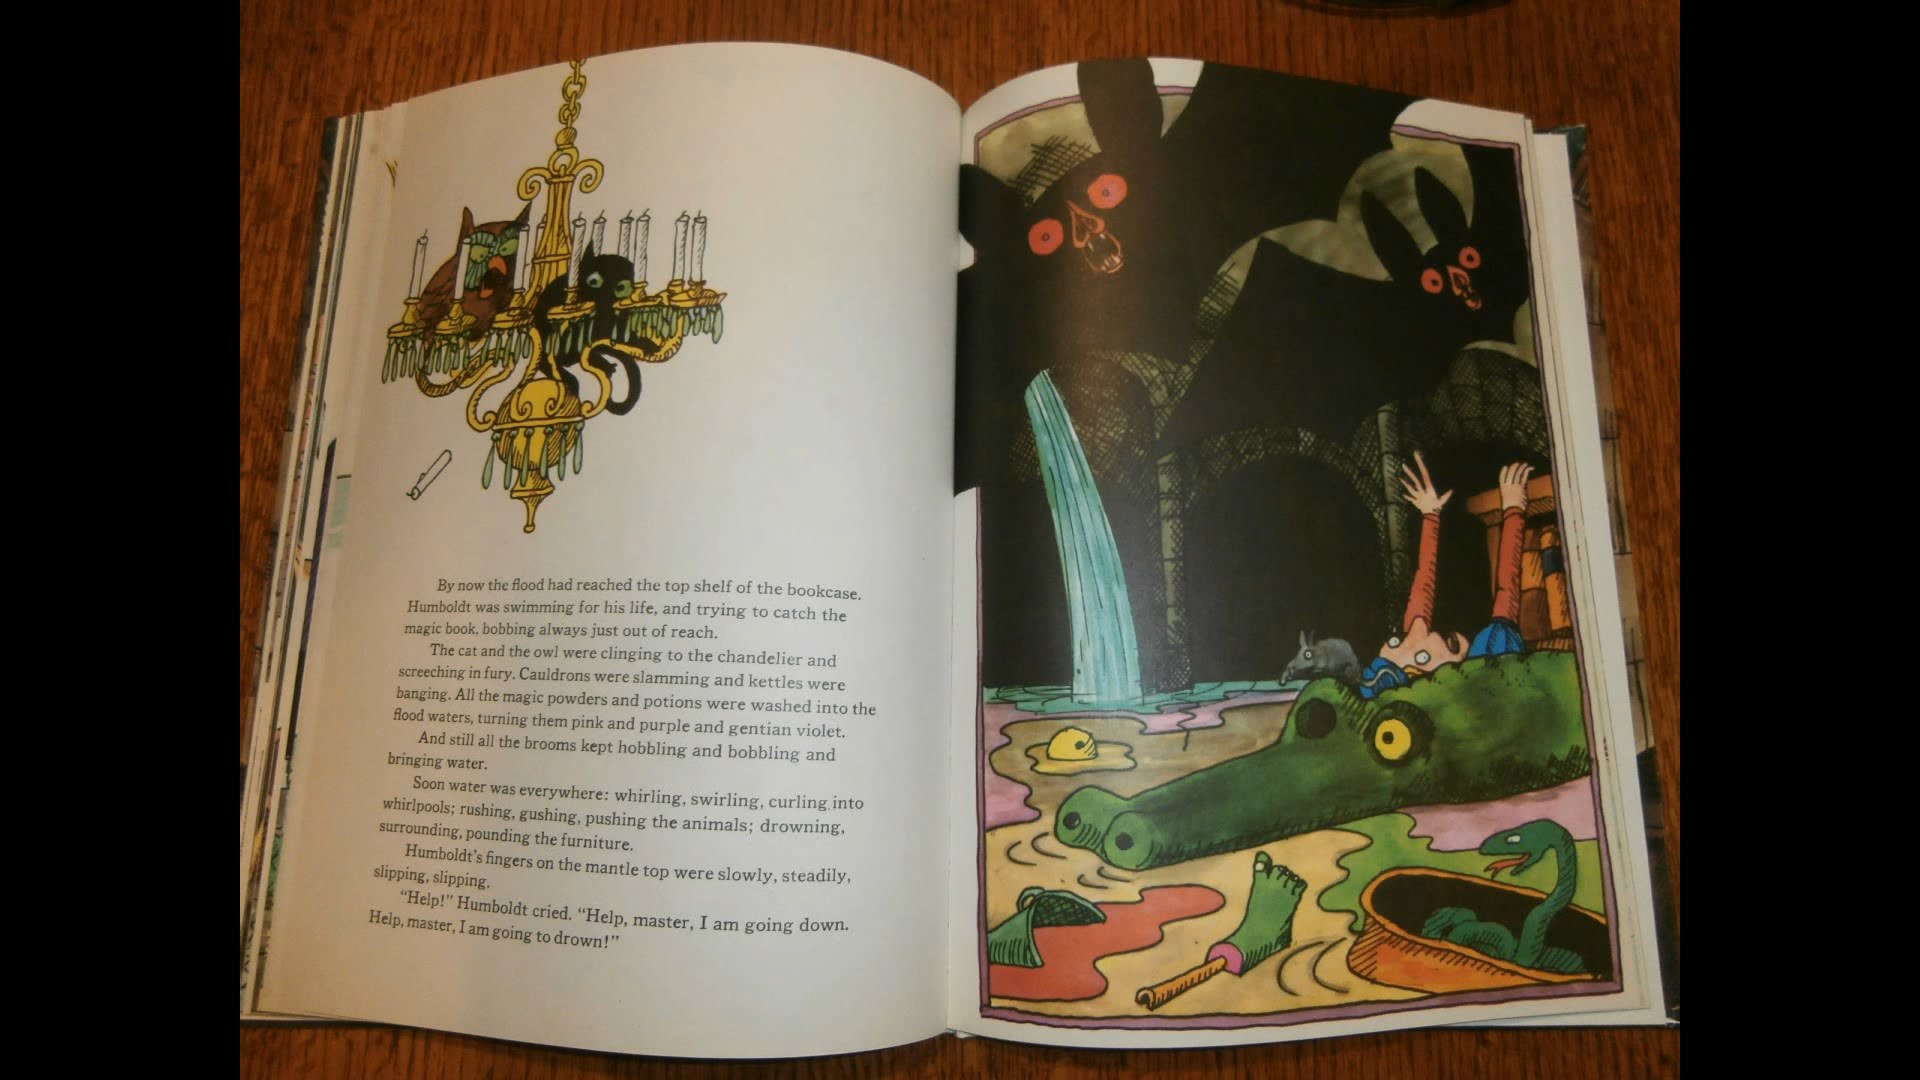 By now the flood had reached the top shelf of the bookcase.
Humboldt was swimming for his life, and trying to catch the
magic book, bobbing always just out of reach.
The cat and the owl were clinging to the chandelier and
screeching in fury. Cauldrons were slamming and kettles were
banging. All the magic powders and potions were washed into the
flood waters, turning them pink and purple and gentian violet.
And still all the brooms kept hobbling and bobbling and
bringing water.
Soon water was everywhere: whirling, swirling, curling into
whirlpools; rushing, gushing, pushing the animals; drowning,
surrounding, pounding the furniture.
Humboldt's fingers on the mantle top were slowly, steadily,
slipping, slipping.
"Help!" Humboldt cried. "Help, master, I am going down.
Help, master, I am going to drown!"